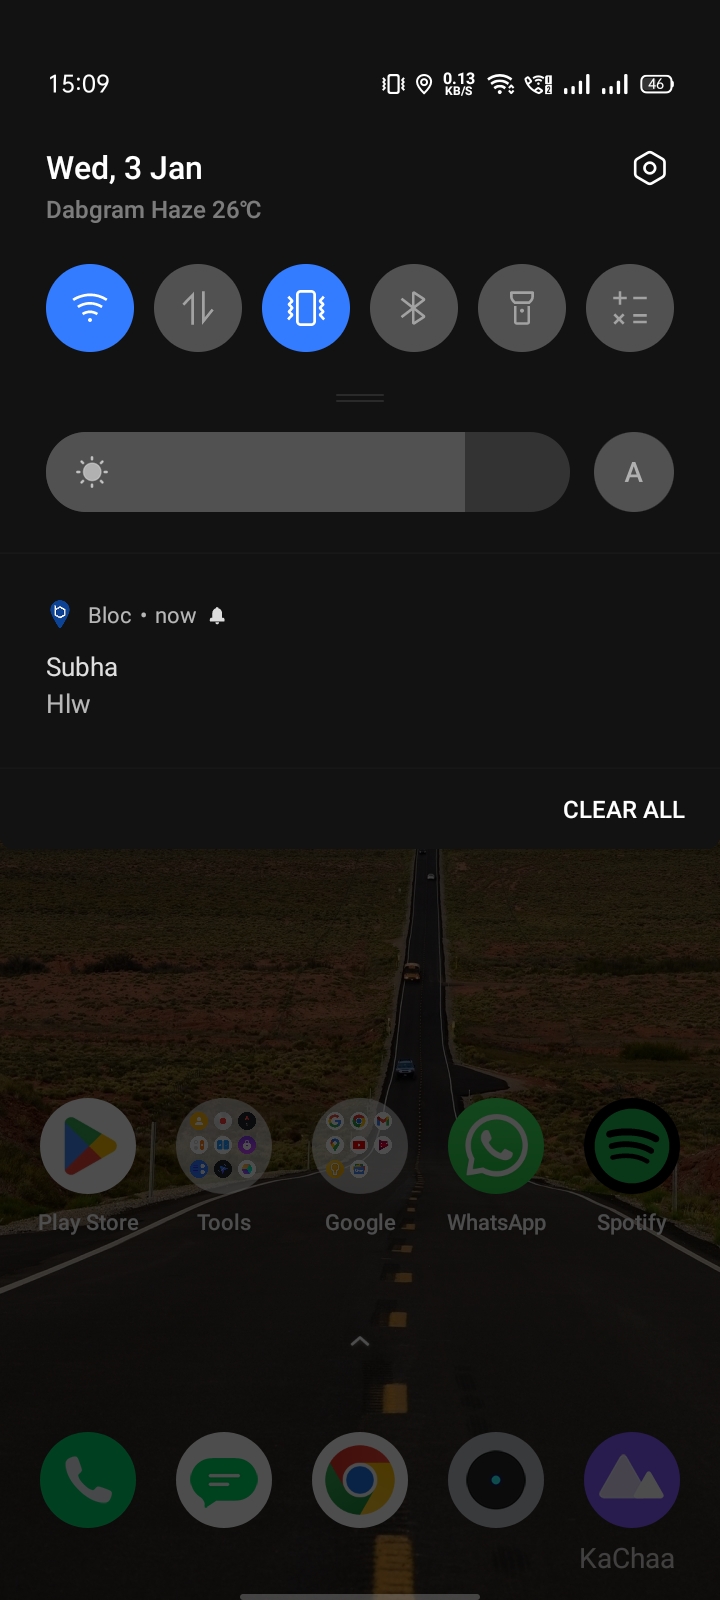 15:09 0.13 KB/S 46
Wed, 3 Jan
Dabgram Haze 26℃
A
Bloc • now
Subha
Hlw
CLEAR ALL
Play Store Tools Google WhatsApp Spotify
KaChaa